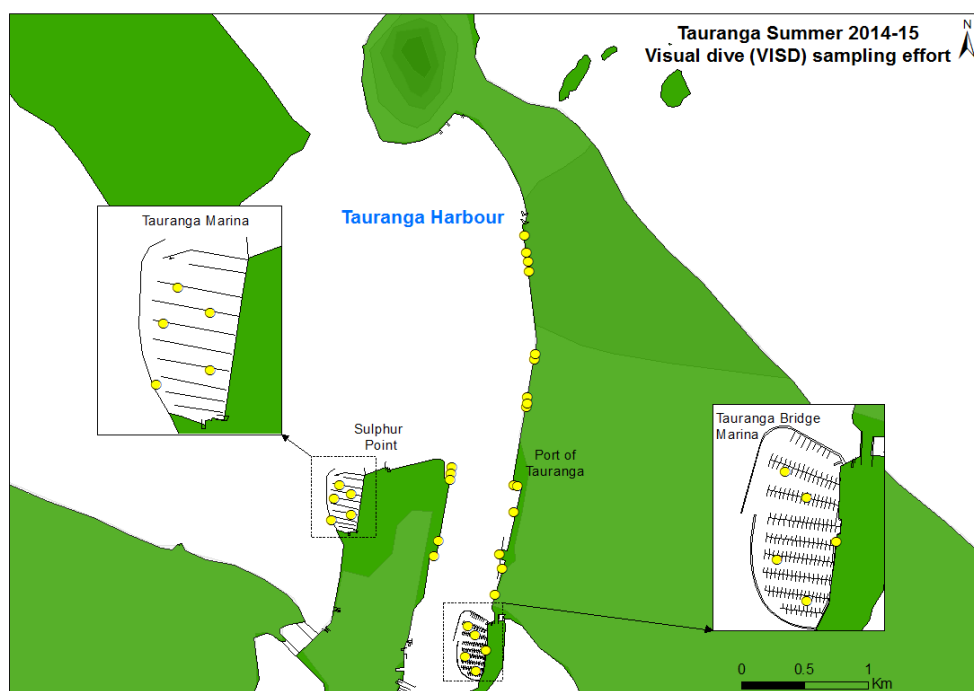 Tauranga Summer 2014-15
Visual dive (VISD) sampling effort
N
Tauranga Marina
Tauranga Harbour
Tauranga Bridge
Marina
Sulphur
Point
Port of
Tauranga
0 0.5 1
Km